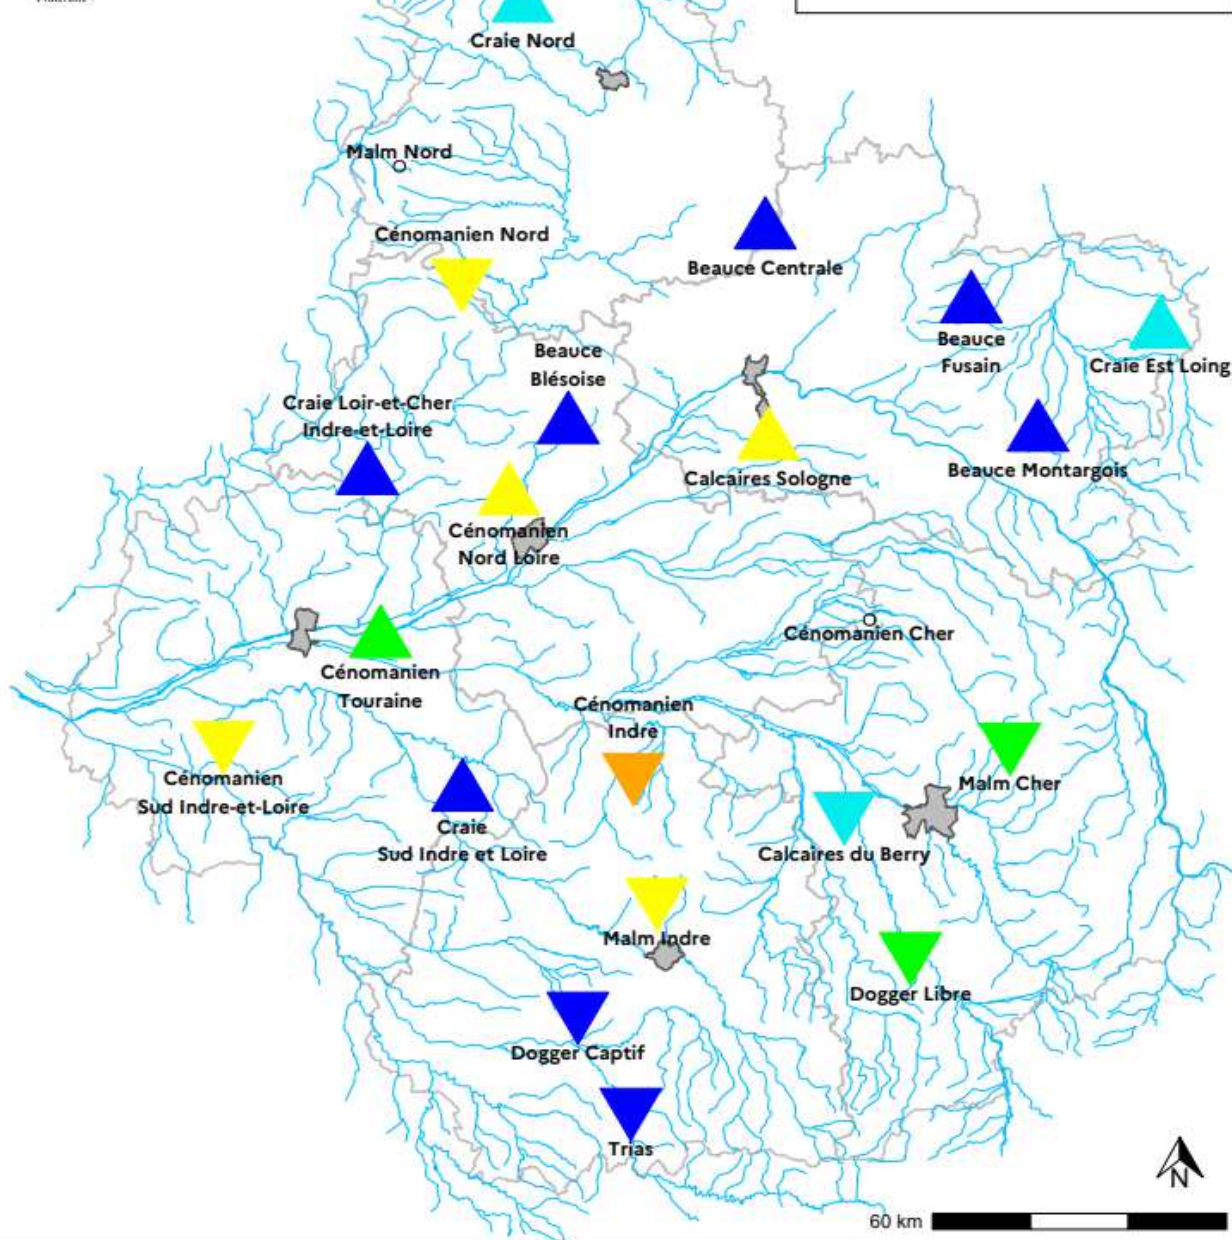 Craie Nord
Malm Nord
Cénomanien Nord
Beauce Centrale
Beauce
Fusain
Craie Est Loing
Beauce
Blésoise
Craie Loir-et-Cher
Indre-et-Loire
Beauce Montargois
Calcaires Sologne
Cénomanien
Nord Loire
Cénomanien Cher
Cénomanien
Touraine
Cénomanien
Indre
Cénomanien
Sud Indre-et-Loire
Malm Cher
Craie
Sud Indre et Loire
Calcaires du Berry
Malm Indre
Dogger Libre
Dogger Captif
Trias
N
60 km